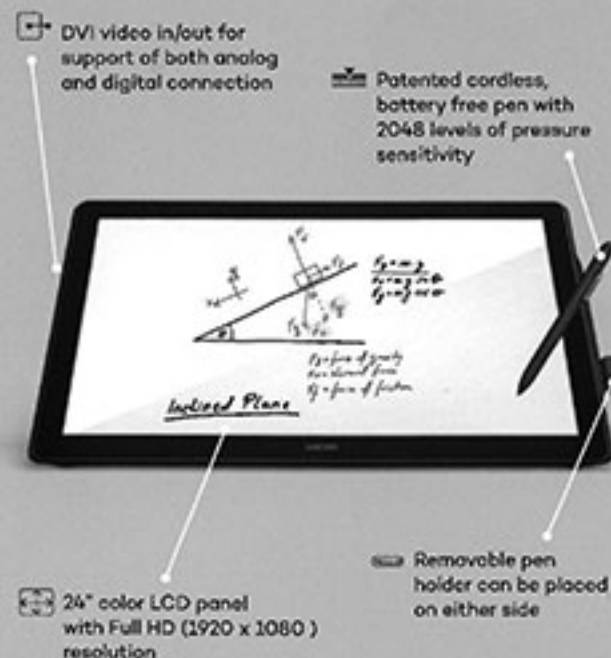 DVI video in/out for
support of both analog
and digital connection
Patented cordless,
battery free pen with
2048 levels of pressure
sensitivity
Inclined Plane
24" color LCD panel
with Full HD (1920 x 1080 )
resolution
Removable pen
holder can be placed
on either side